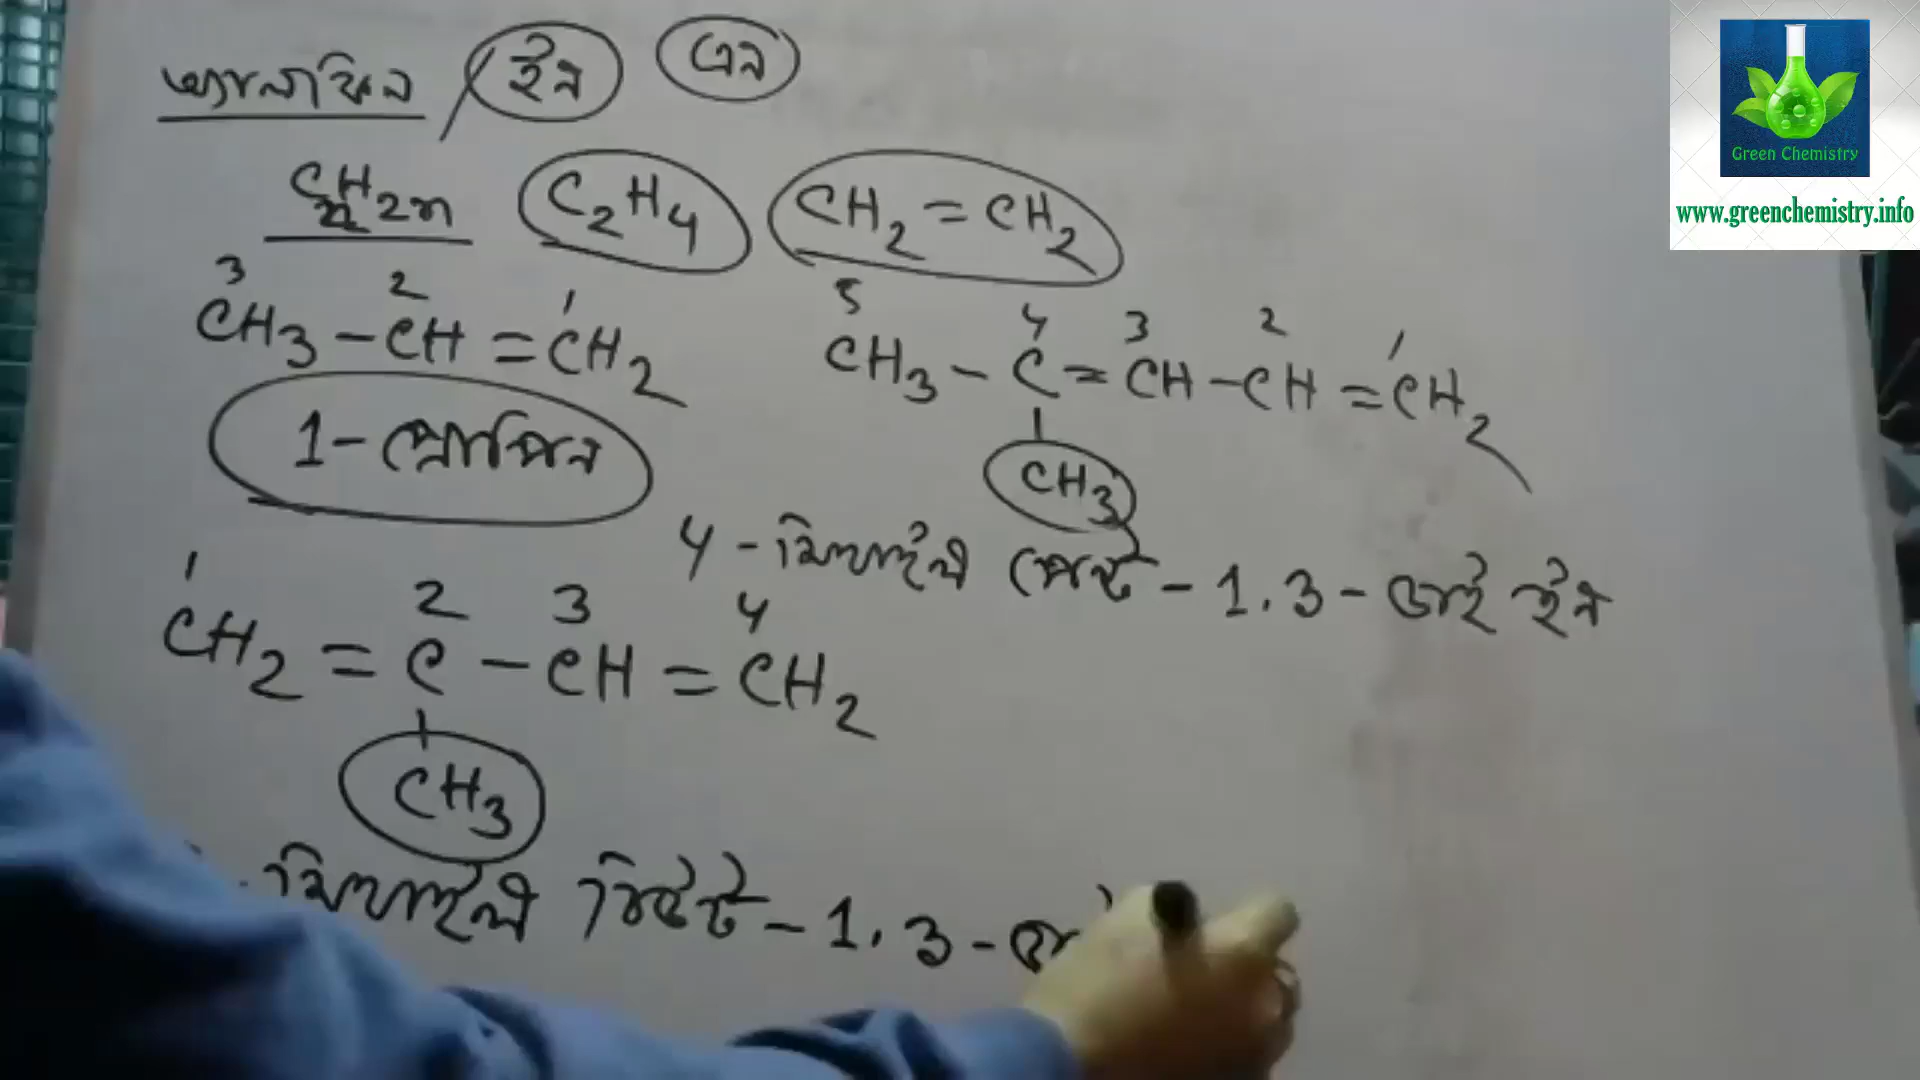 অ্যালকিন / ইন এন
CnH2n C2H4 CH2=CH2
3 2 1
CH3-CH=CH2
1-প্রোপিন
5 4 3 2 1
CH3-C=CH-CH=CH2
CH3
4-মিথাইল পেন্ট-1,3-ডাই ইন
1 2 3 4
CH2=C-CH=CH2
CH3
-মিথাইল বিউট-1,3-ডা
Green Chemistry
www.greenchemistry.info